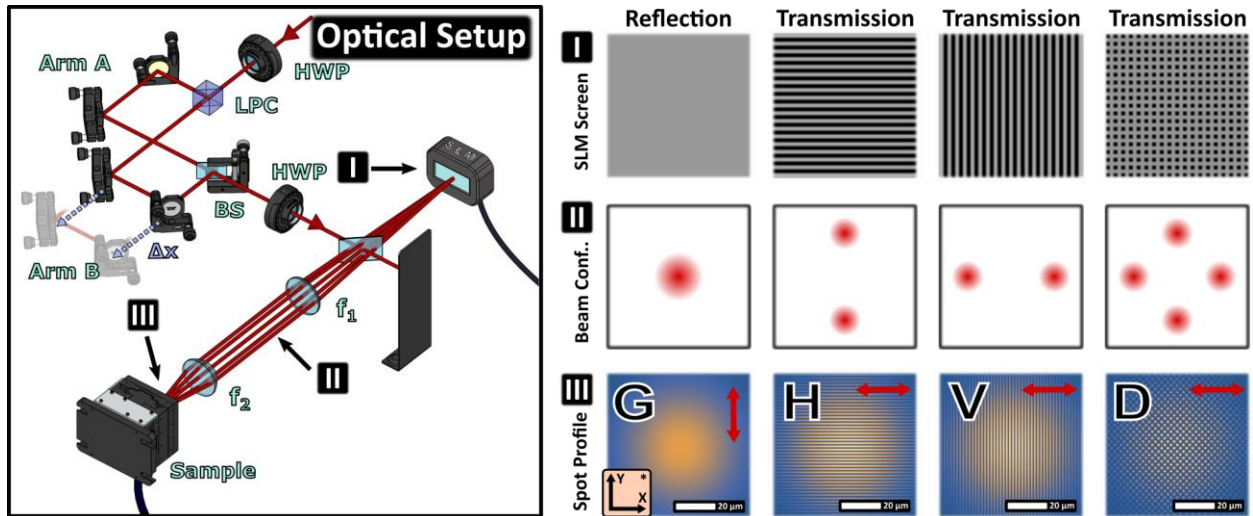 Optical Setup
Arm A
HWP
LPC
S L M
I
HWP
BS
Δx
Arm B
III
f1
II
f2
Sample
Reflection Transmission Transmission Transmission
I SLM Screen
II Beam Conf..
III Spot Profile
G H V D
Y *
X
20 μm 20 μm 20 μm 20 μm